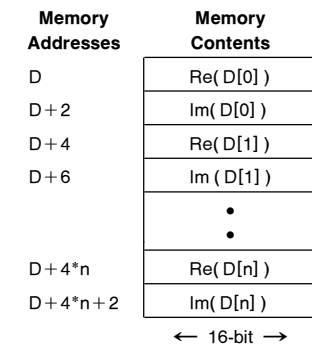 Memory Addresses Memory Contents
D Re( D[0] )
D+2 Im( D[0] )
D+4 Re( D[1] )
D+6 Im ( D[1] )
•
•
D+4*n Re( D[n] )
D+4*n+2 Im( D[n] )
← 16-bit →